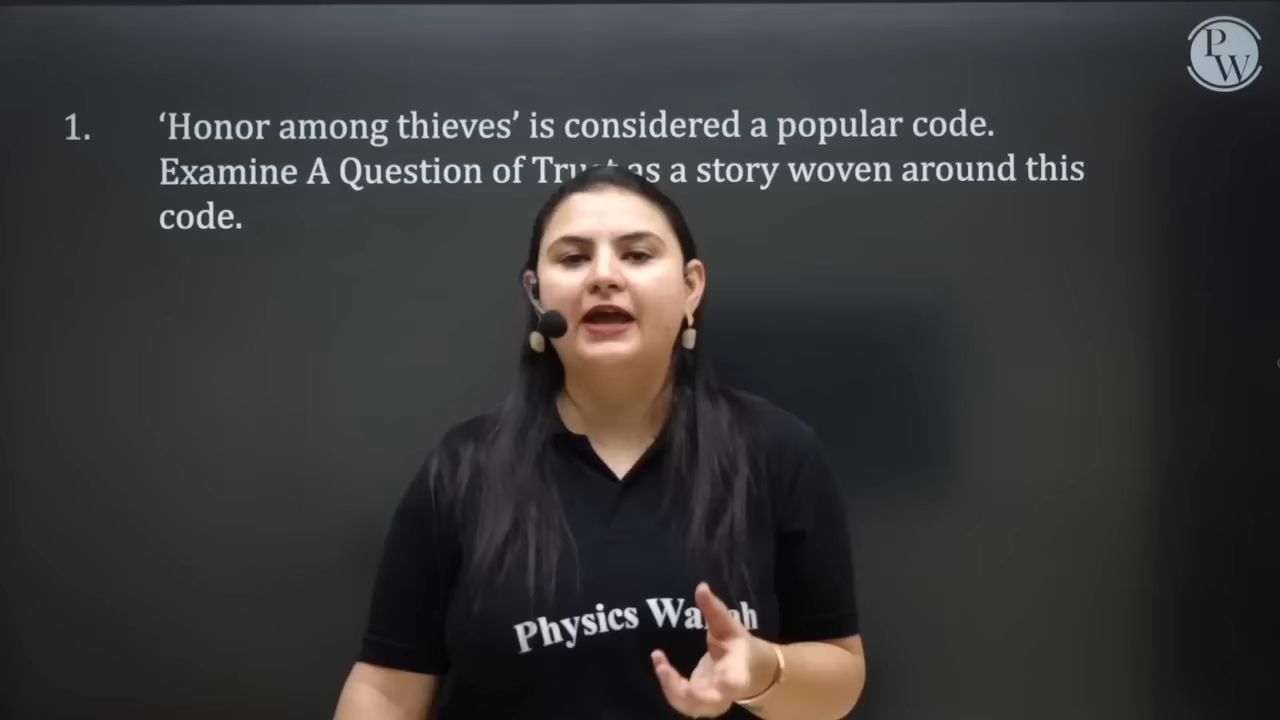 PW
1. ‘Honor among thieves’ is considered a popular code.
Examine A Question of as a story woven around this
code.
Physics